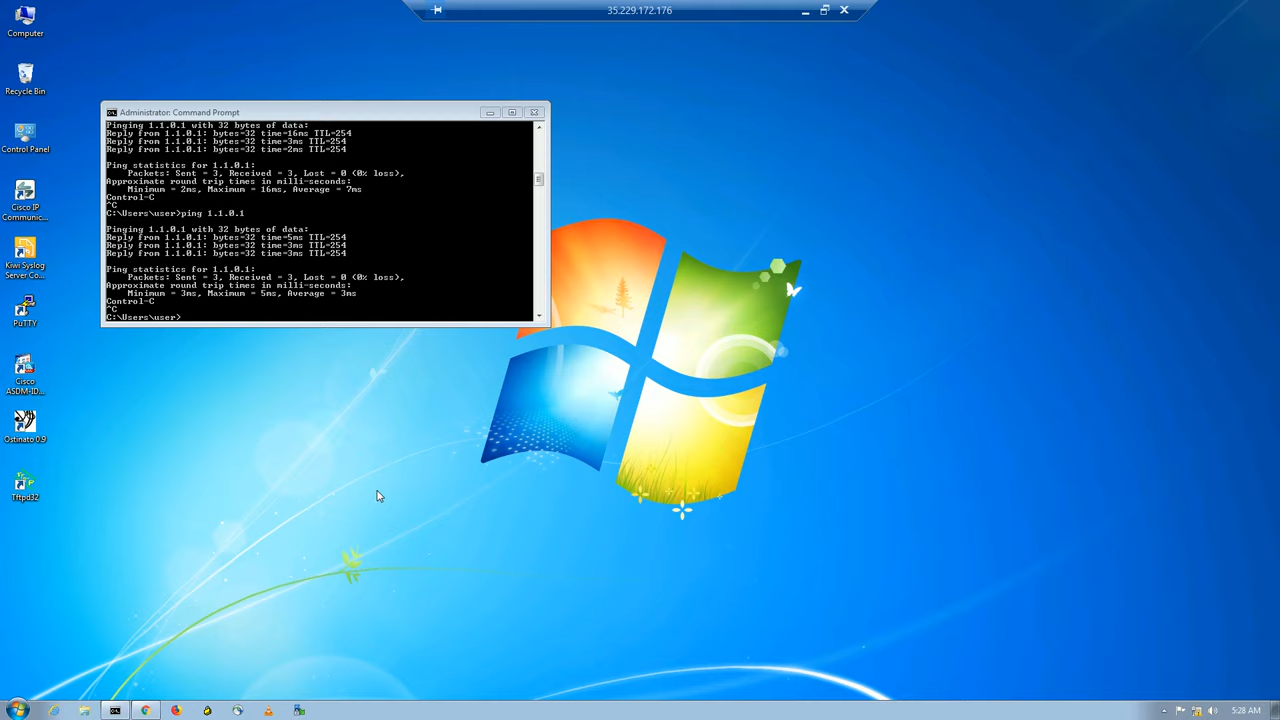 35.229.172.176
Computer
Recycle Bin
Control Panel
Cisco IP
Communic...
Kiwi Syslog
Server Co...
PuTTY
Cisco
ASDM-ID...
Ostinato 0.9
Tftpd32
Administrator: Command Prompt
Pinging 1.1.0.1 with 32 bytes of data:
Reply from 1.1.0.1: bytes=32 time=16ms TTL=254
Reply from 1.1.0.1: bytes=32 time=3ms TTL=254
Reply from 1.1.0.1: bytes=32 time=2ms TTL=254
Ping statistics for 1.1.0.1:
Packets: Sent = 3, Received = 3, Lost = 0 (0% loss),
Approximate round trip times in milli-seconds:
Minimum = 2ms, Maximum = 16ms, Average = 7ms
Control-C
^C
C:\Users\user>ping 1.1.0.1
Pinging 1.1.0.1 with 32 bytes of data:
Reply from 1.1.0.1: bytes=32 time=5ms TTL=254
Reply from 1.1.0.1: bytes=32 time=3ms TTL=254
Reply from 1.1.0.1: bytes=32 time=3ms TTL=254
Ping statistics for 1.1.0.1:
Packets: Sent = 3, Received = 3, Lost = 0 (0% loss),
Approximate round trip times in milli-seconds:
Minimum = 3ms, Maximum = 5ms, Average = 3ms
Control-C
^C
C:\Users\user>
5:28 AM